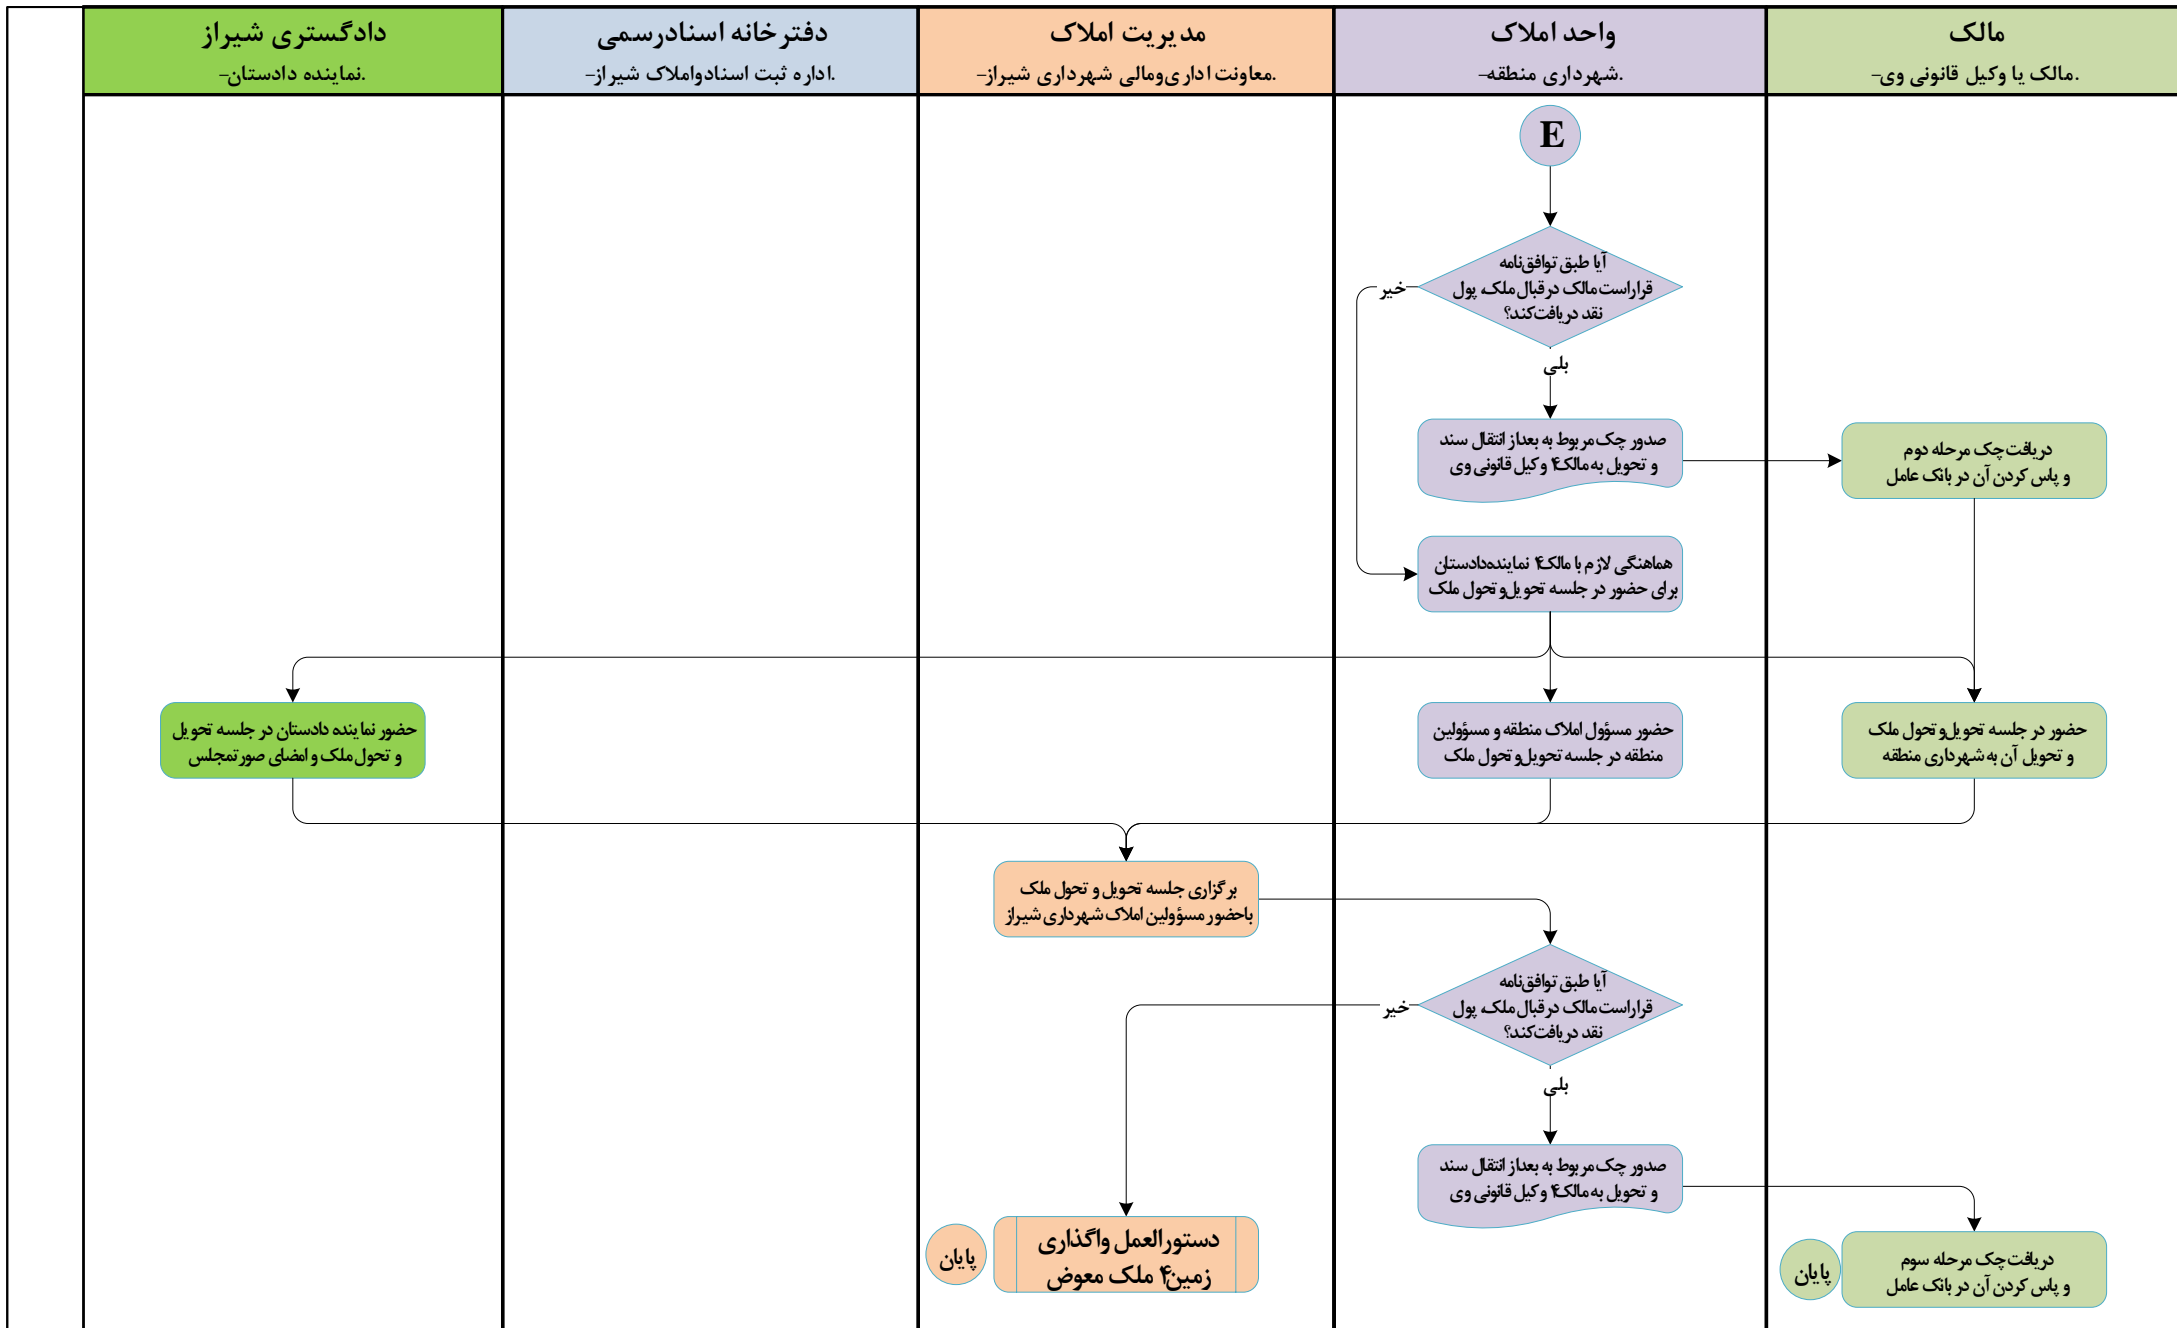 مالک
مالک یا وکیل قانونی وی-.
واحد املاک
شهرداری منطقه-.
مدیریت املاک
معاونت اداری‌ومالی شهرداری شیراز-.
دفترخانه اسنادرسمی
اداره ثبت اسنادواملاک شیراز-.
دادگستری شیراز
نماینده دادستان-.
E
آیا طبق توافق‌نامه
قراراست مالک درقبال ملک، پول
نقد دریافت‌کند؟
خیر
بلی
صدور چک مربوط به بعداز انتقال سند
و تحویل به مالک۴ وکیل قانونی وی
دریافت‌چک مرحله دوم
و پاس کردن آن در بانک عامل
هماهنگی لازم با مالک۴ نماینده‌دادستان
برای حضور در جلسه تحویل‌و‌تحول ملک
حضور در جلسه تحویل‌و‌تحول ملک
و تحویل آن به‌شهرداری منطقه
حضور مسؤول املاک منطقه و مسؤولین
منطقه در جلسه تحویل‌و‌تحول ملک
حضور نماینده دادستان در جلسه تحویل
و تحول ملک و امضای صورتمجلس
برگزاری جلسه تحویل و تحول ملک
باحضور مسؤولین املاک شهرداری شیراز
آیا طبق توافق‌نامه
قراراست مالک درقبال ملک، پول
نقد دریافت‌کند؟
خیر
بلی
صدور چک مربوط به بعداز انتقال سند
و تحویل به مالک۴ وکیل قانونی وی
دستورالعمل واگذاری
زمین۴ ملک معوض
پایان
دریافت‌چک مرحله سوم
و پاس کردن آن در بانک عامل
پایان